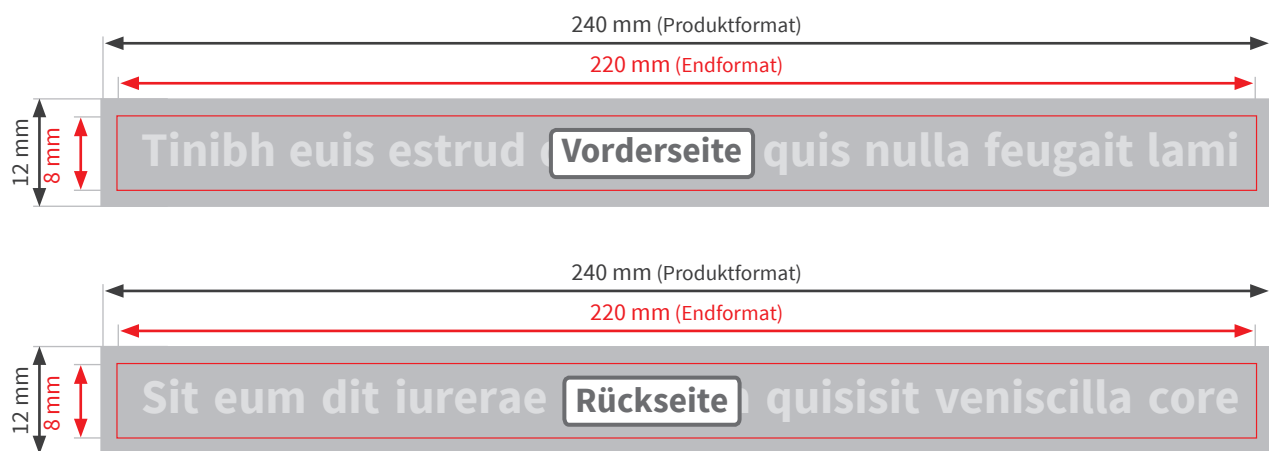 240 mm (Produktformat)
220 mm (Endformat)
12 mm
8 mm
Tinibh euis estrud Vorderseite quis nulla feugait lami
240 mm (Produktformat)
220 mm (Endformat)
12 mm
8 mm
Sit eum dit iurerae Rückseite quisisit veniscilla core